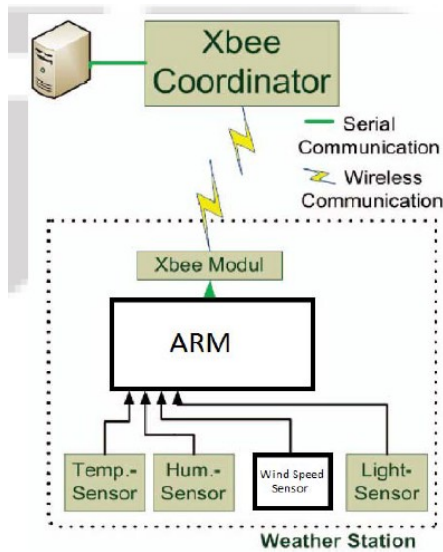 Xbee
Coordinator
Serial
Communication
Wireless
Communication
Xbee Modul
ARM
Temp.-
Sensor
Hum.-
Sensor
Wind Speed
Sensor
Light-
Sensor
Weather Station